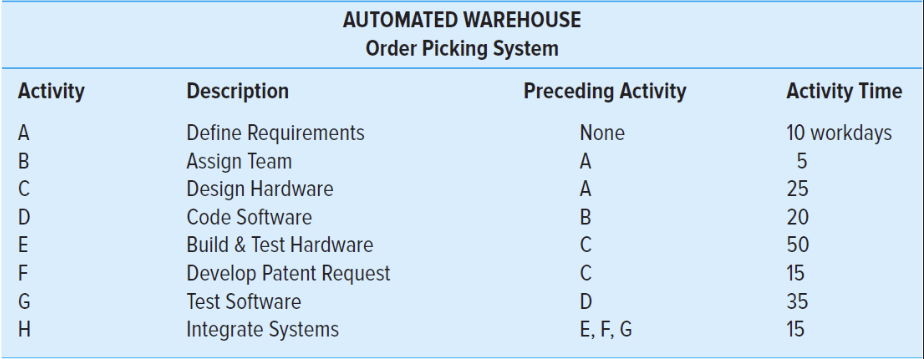 AUTOMATED WAREHOUSE
Order Picking System
Activity Description Preceding Activity Activity Time
A Define Requirements None 10 workdays
B Assign Team A 5
C Design Hardware A 25
D Code Software B 20
E Build & Test Hardware C 50
F Develop Patent Request C 15
G Test Software D 35
H Integrate Systems E, F, G 15